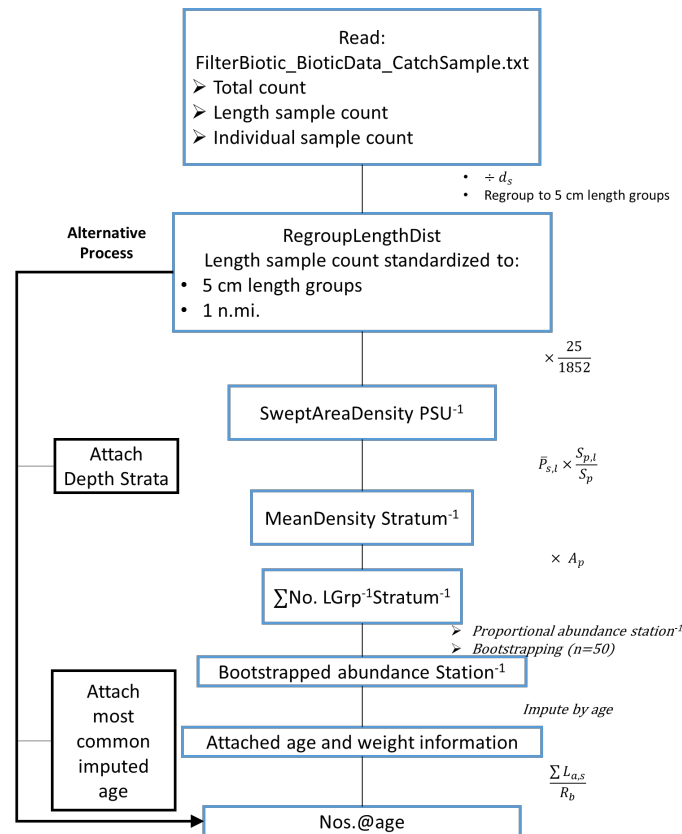 Read:
FilterBiotic_BioticData_CatchSample.txt
➢ Total count
➢ Length sample count
➢ Individual sample count
• ÷ d_s
• Regroup to 5 cm length groups
Alternative
Process
RegroupLengthDist
Length sample count standardized to:
• 5 cm length groups
• 1 n.mi.
× 25/1852
SweptAreaDensity PSU⁻¹
Attach
Depth Strata
P̄_{s,l} × S_{p,l}/S_p
MeanDensity Stratum⁻¹
× A_p
∑No. LGrp⁻¹Stratum⁻¹
➢ Proportional abundance station⁻¹
➢ Bootstrapping (n=50)
Bootstrapped abundance Station⁻¹
Attach
most
common
imputed
age
Impute by age
Attached age and weight information
∑ L_{a,s}/R_b
Nos.@age